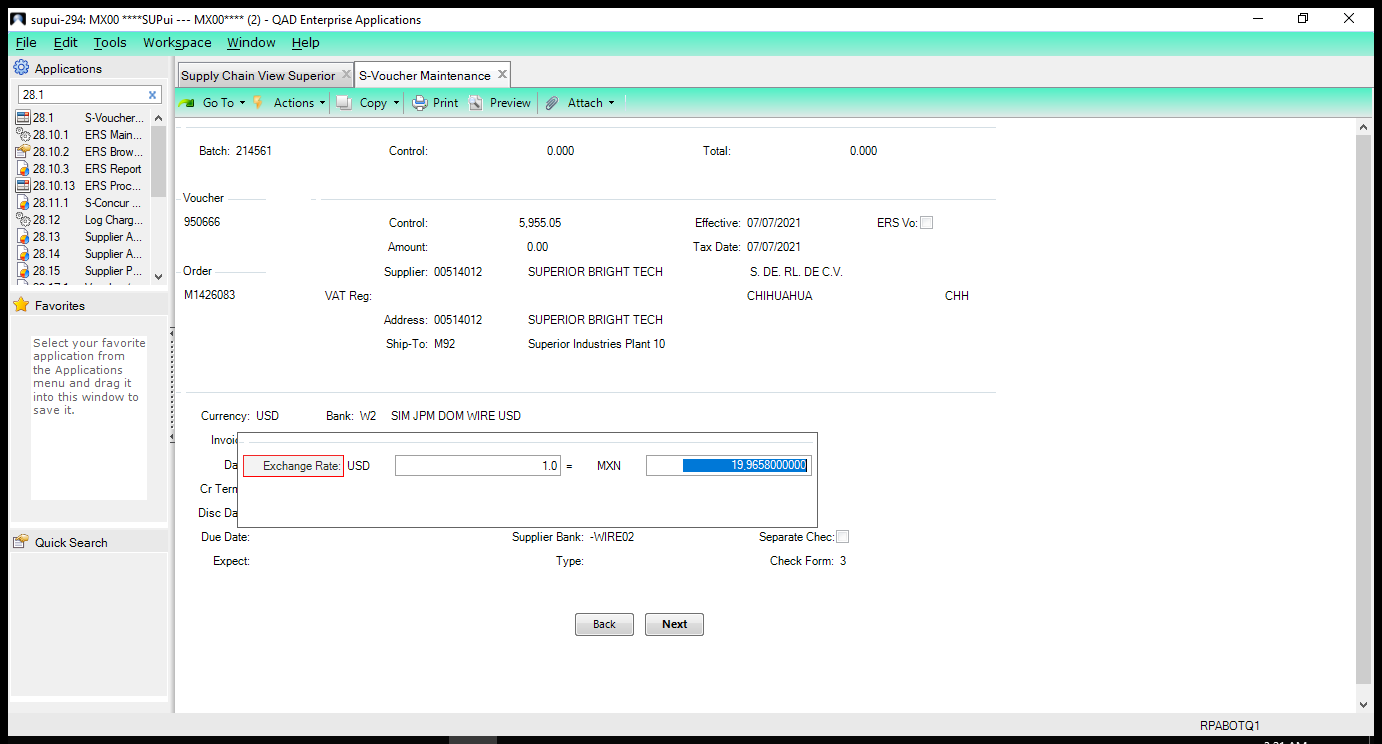 supui-294: MX00 ****SUPui --- MX00**** (2) - QAD Enterprise Applications
File Edit Tools Workspace Window Help
Applications
28.1
28.1 S-Voucher...
28.10.1 ERS Main...
28.10.2 ERS Brow...
28.10.3 ERS Report
28.10.13 ERS Proc...
28.11.1 S-Concur ...
28.12 Log Charg...
28.13 Supplier A...
28.14 Supplier A...
28.15 Supplier P...
Favorites
Select your favorite
application from
the Applications
menu and drag it
into this window to
save it.
Quick Search
Supply Chain View Superior S-Voucher Maintenance
Go To Actions Copy Print Preview Attach
Batch: 214561 Control: 0.000 Total: 0.000
Voucher
950666 Control: 5,955.05 Effective: 07/07/2021 ERS Vo:
Amount: 0.00 Tax Date: 07/07/2021
Order Supplier: 00514012 SUPERIOR BRIGHT TECH S. DE. RL. DE C.V.
M1426083 VAT Reg: CHIHUAHUA CHH
Address: 00514012 SUPERIOR BRIGHT TECH
Ship-To: M92 Superior Industries Plant 10
Currency: USD Bank: W2 SIM JPM DOM WIRE USD
Invoic
Da Exchange Rate: USD 1.0 = MXN 19.9658000000
Cr Term
Disc Da
Due Date: Supplier Bank: -WIRE02 Separate Chec:
Expect: Type: Check Form: 3
Back Next
RPABOTQ1